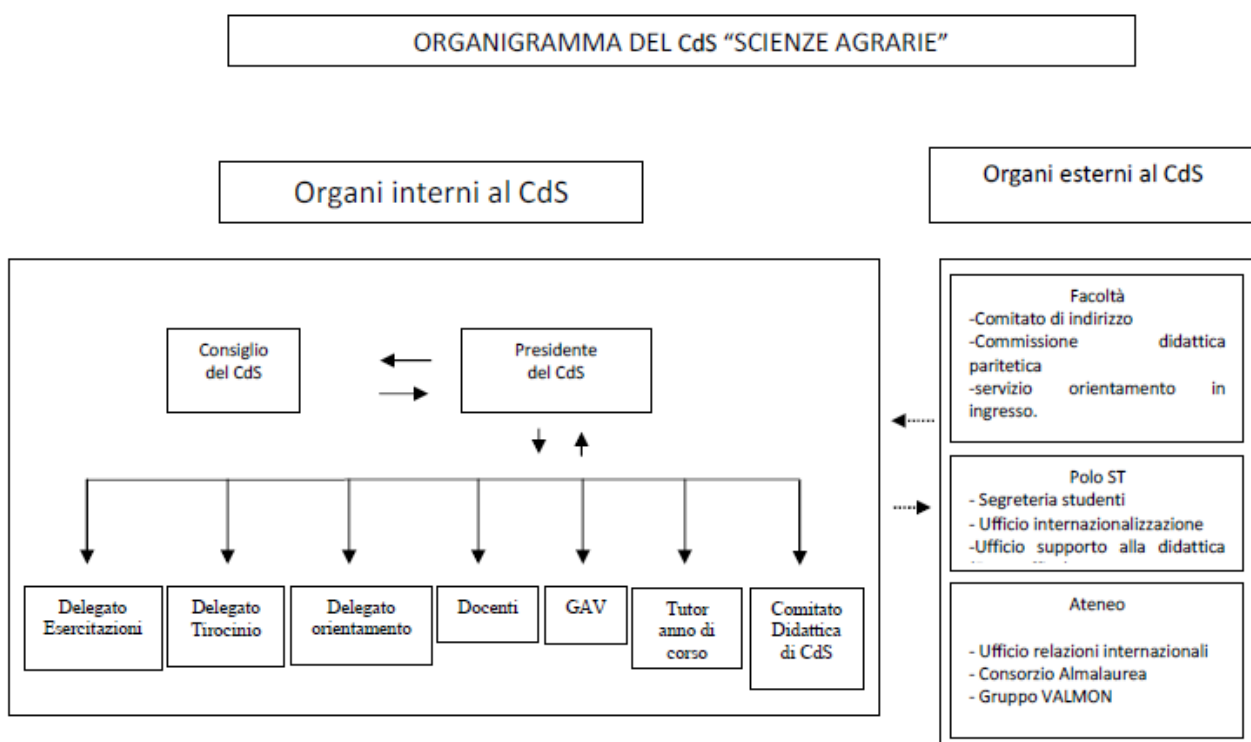 ORGANIGRAMMA DEL CdS “SCIENZE AGRARIE”
Organi interni al CdS
Organi esterni al CdS
Consiglio
del CdS
Presidente
del CdS
Delegato
Esercitazioni
Delegato
Tirocinio
Delegato
orientamento
Docenti
GAV
Tutor
anno di
corso
Comitato
Didattica
di CdS
Facoltà
-Comitato di indirizzo
-Commissione didattica
paritetica
-servizio orientamento in
ingresso.
Polo ST
- Segreteria studenti
- Ufficio internazionalizzazione
-Ufficio supporto alla didattica
Ateneo
- Ufficio relazioni internazionali
- Consorzio Almalaurea
- Gruppo VALMON